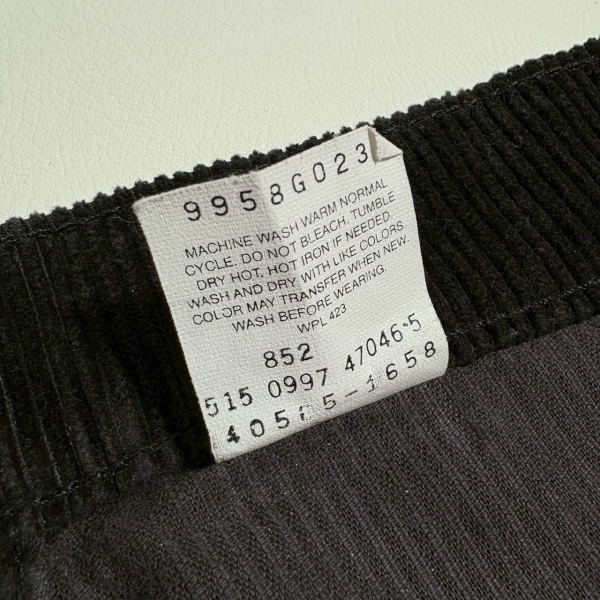 9958G023
MACHINE WASH WARM NORMAL
CYCLE. DO NOT BLEACH. TUMBLE
DRY HOT. HOT IRON IF NEEDED.
WASH AND DRY WITH LIKE COLORS.
COLOR MAY TRANSFER WHEN NEW.
WASH BEFORE WEARING.
WPL 423
852
515 0997 47046-5